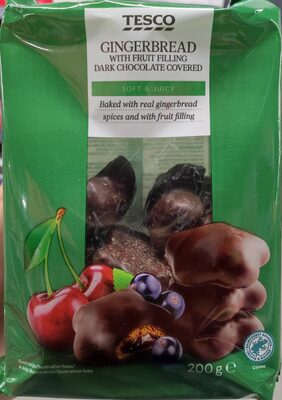 TESCO
GINGERBREAD
WITH FRUIT FILLING
DARK CHOCOLATE COVERED
SOFT & JUICY
Baked with real gingerbread
spices and with fruit filling
200g e
Cocoa